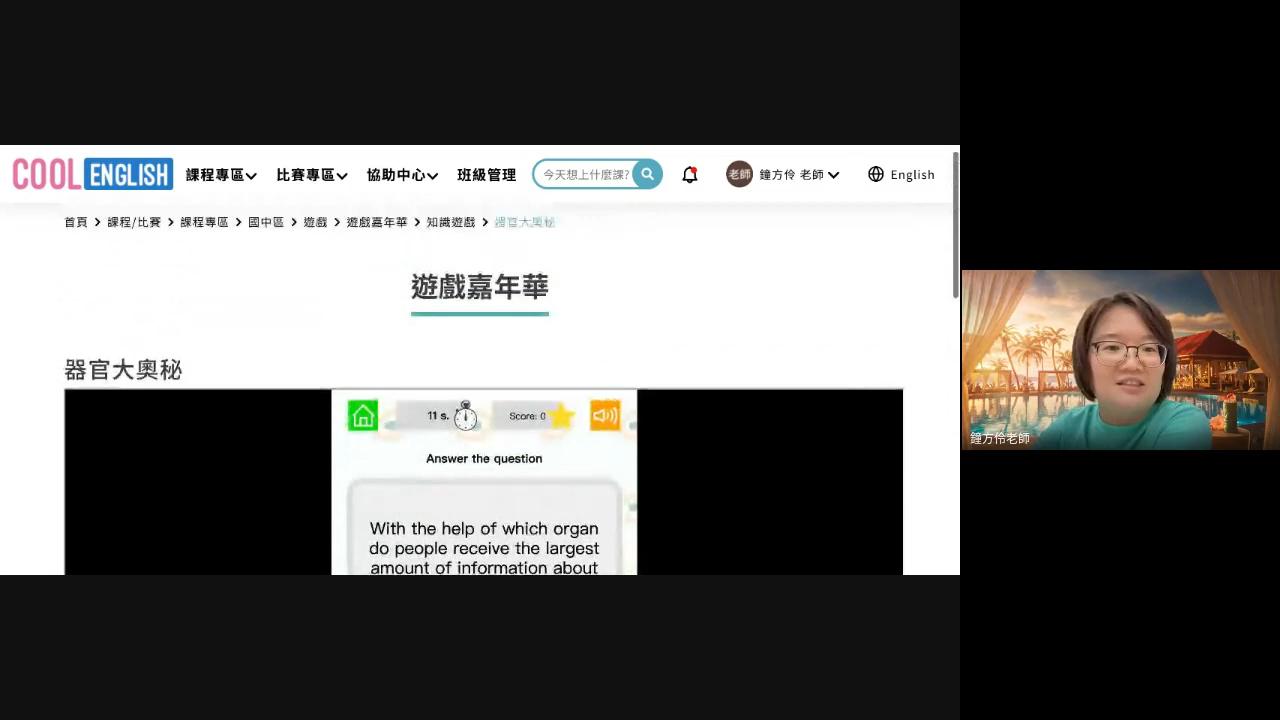 COOL ENGLISH 課程專區 比賽專區 協助中心 班級管理 今天想上什麼課? 老師 鐘方伶 老師 English
首頁 > 課程/比賽 > 課程專區 > 國中區 > 遊戲 > 遊戲嘉年華 > 知識遊戲 > 器官大奧秘
遊戲嘉年華
器官大奧秘
11 s. Score: 0
Answer the question
With the help of which organ
do people receive the largest
amount of information about
鐘方伶老師